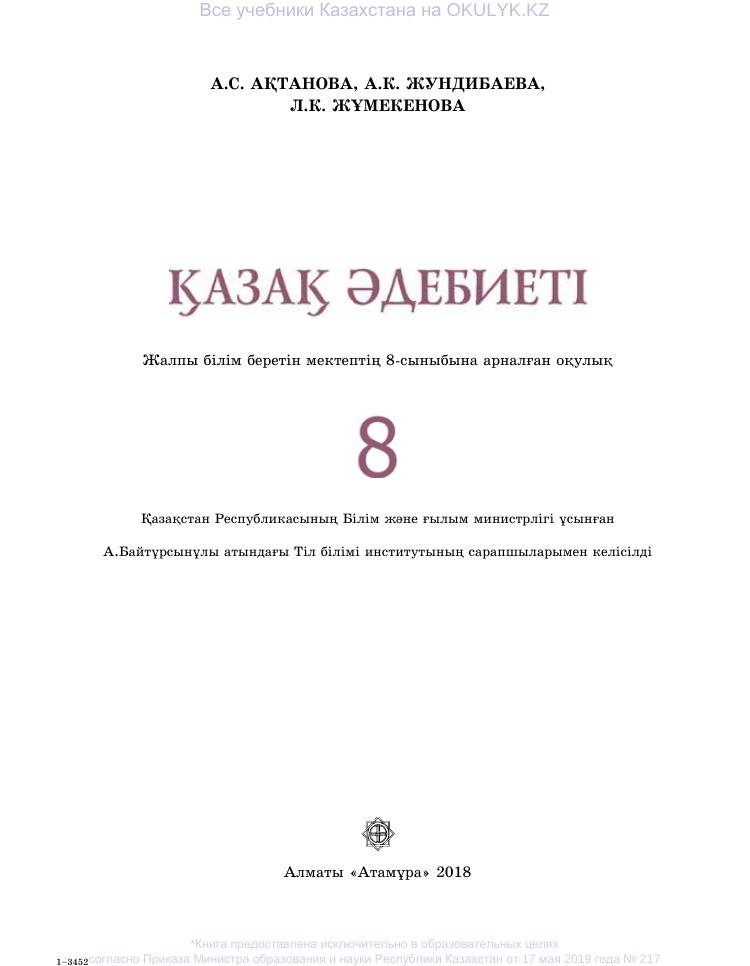 Все учебники Казахстана на OKULYK.KZ
А.С. АҚТАНОВА, А.К. ЖУНДИБАЕВА,
Л.К. ЖҰМЕКЕНОВА
ҚАЗАҚ ӘДЕБИЕТІ
Жалпы білім беретін мектептің 8-сыныбына арналған оқулық
8
Қазақстан Республикасының Білім және ғылым министрлігі ұсынған
А.Байтұрсынұлы атындағы Тіл білімі институтының сарапшыларымен келісілді
Алматы «Атамұра» 2018
*Книга предоставлена исключительно в образовательных целях
1–3452 согласно Приказа Министра образования и науки Республики Казахстан от 17 мая 2019 года № 217